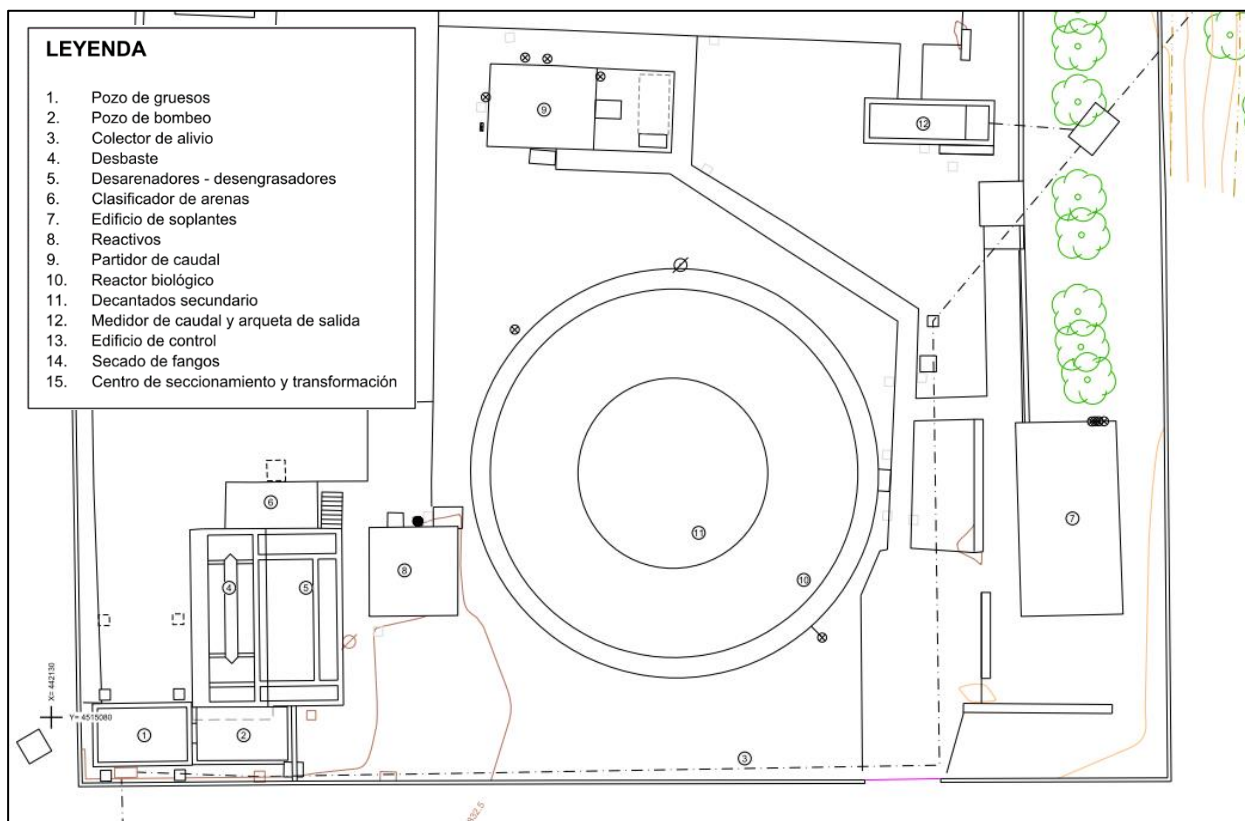 LEYENDA
1. Pozo de gruesos
2. Pozo de bombeo
3. Colector de alivio
4. Desbaste
5. Desarenadores - desengrasadores
6. Clasificador de arenas
7. Edificio de soplantes
8. Reactivos
9. Partidor de caudal
10. Reactor biológico
11. Decantados secundario
12. Medidor de caudal y arqueta de salida
13. Edificio de control
14. Secado de fangos
15. Centro de seccionamiento y transformación
9
12
6
11
7
8
4
5
10
X= 442130
Y= 4515080
1
2
3
832.5